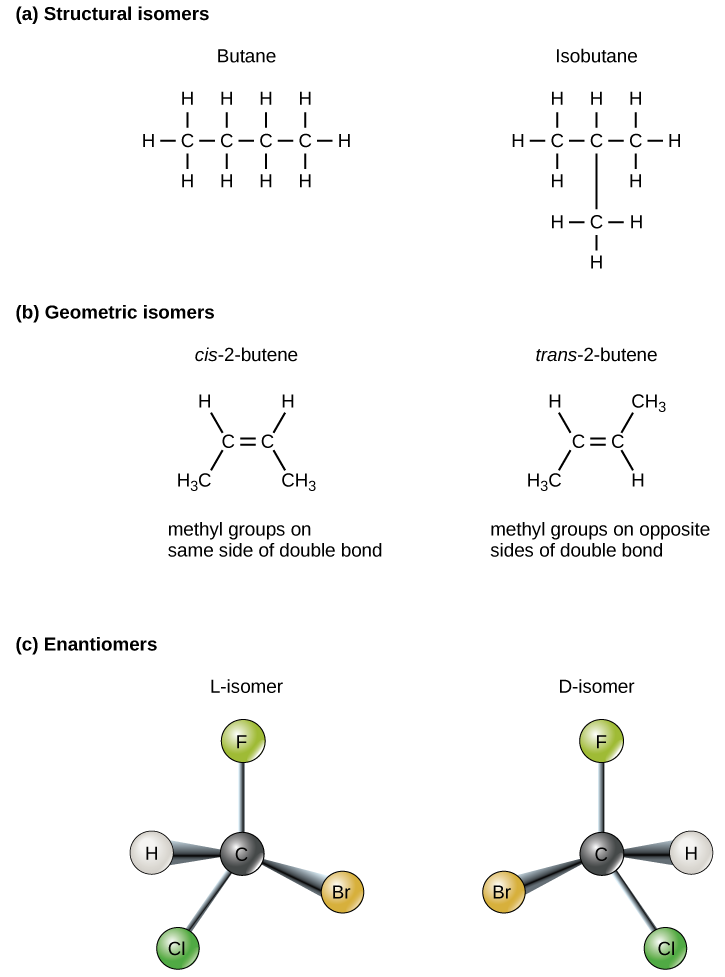 (a) Structural isomers
Butane
Isobutane
H H H H
H C C C C H
H H H H
H H H
H C C C H
H H
H C H
H
(b) Geometric isomers
cis-2-butene
trans-2-butene
H H
C = C
H3C CH3
H CH3
C = C
H3C H
methyl groups on
same side of double bond
methyl groups on opposite
sides of double bond
(c) Enantiomers
L-isomer
D-isomer
F
H C
Br
Cl
F
C H
Br
Cl